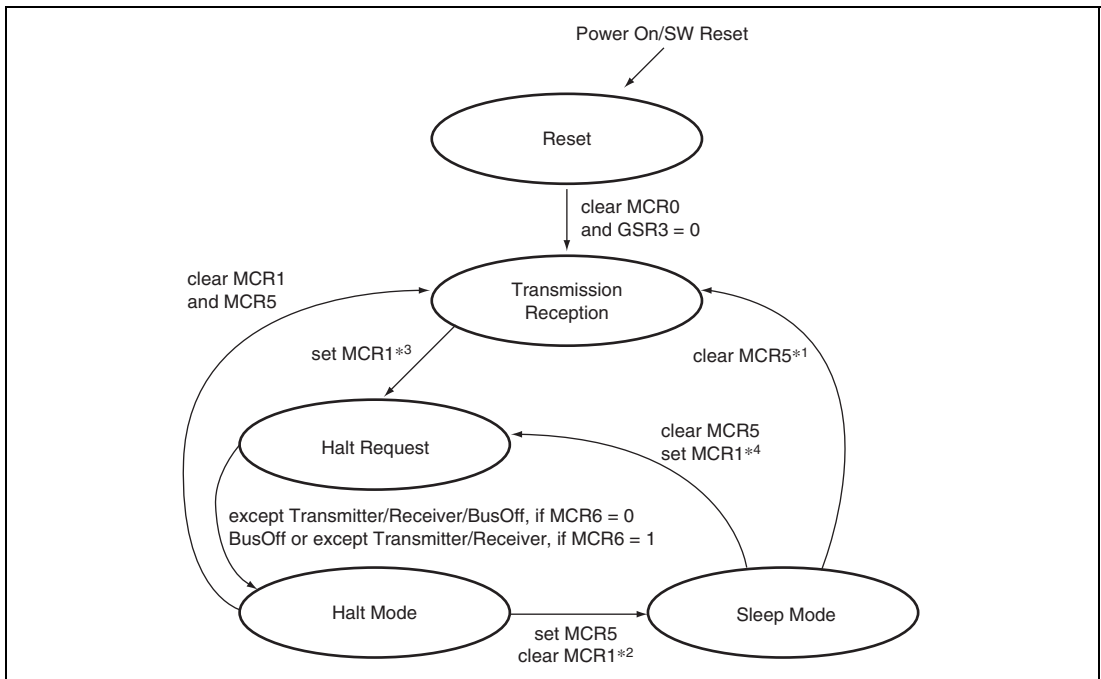 Power On/SW Reset
Reset
clear MCR0
and GSR3 = 0
clear MCR1
and MCR5
Transmission
Reception
set MCR1*3
clear MCR5*1
Halt Request
clear MCR5
set MCR1*4
except Transmitter/Receiver/BusOff, if MCR6 = 0
BusOff or except Transmitter/Receiver, if MCR6 = 1
Halt Mode
Sleep Mode
set MCR5
clear MCR1*2